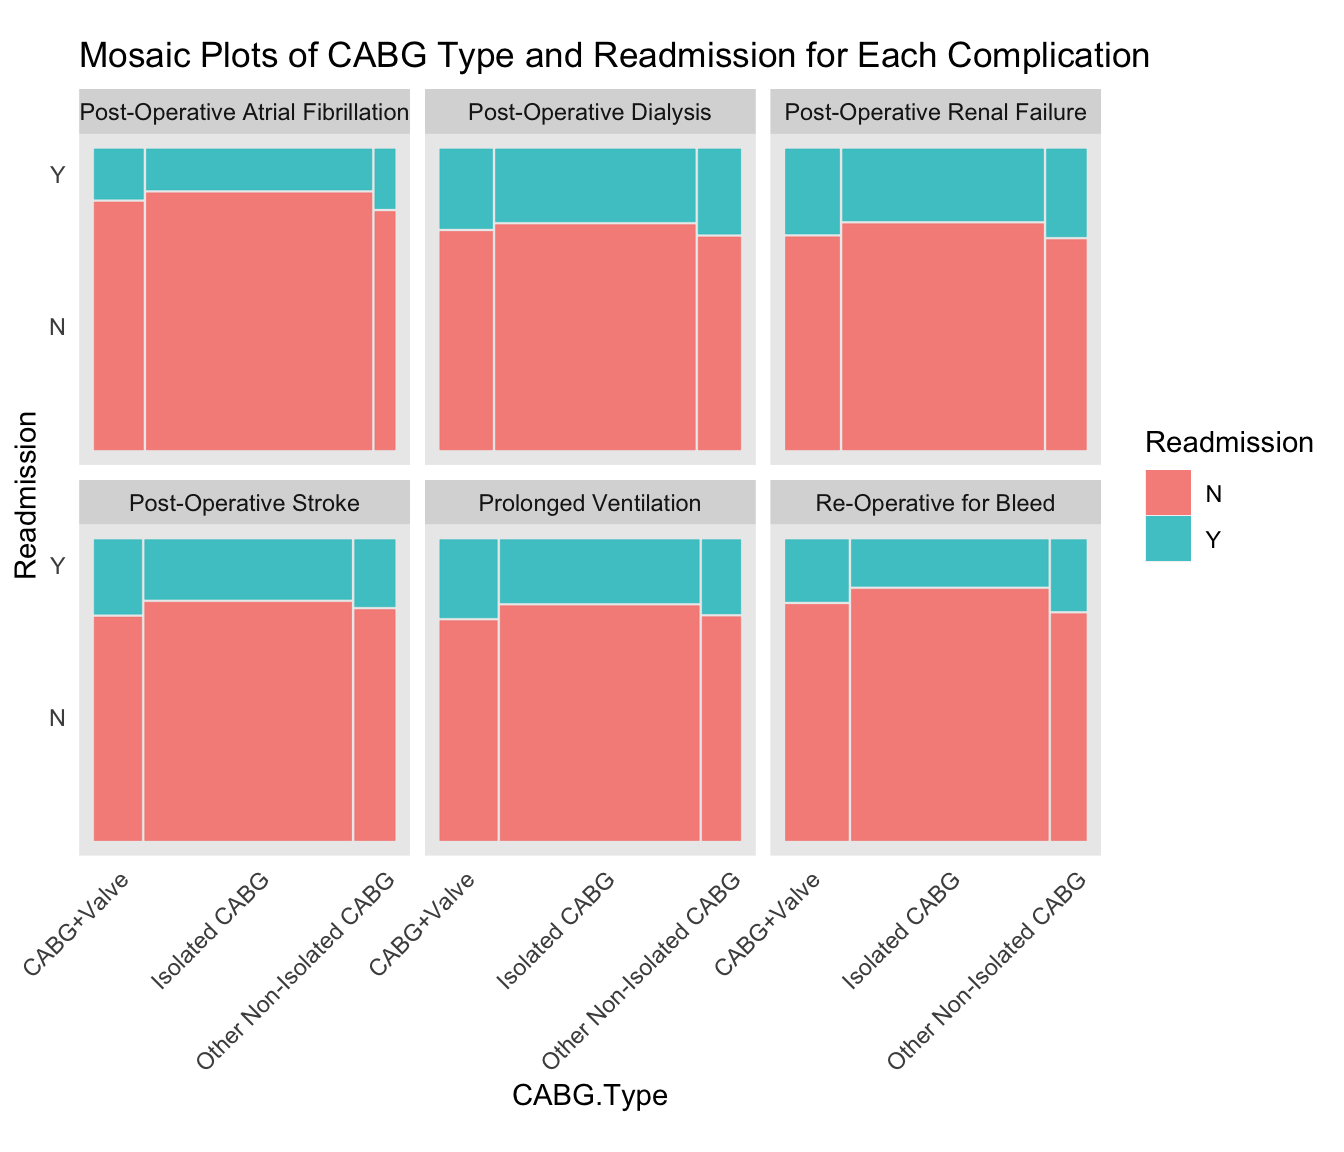 Mosaic Plots of CABG Type and Readmission for Each Complication
Post-Operative Atrial Fibrillation
Post-Operative Dialysis
Post-Operative Renal Failure
Y
N
Readmission
Readmission
N
Y
Post-Operative Stroke
Prolonged Ventilation
Re-Operative for Bleed
Y
N
CABG+Valve
Isolated CABG
Other Non-Isolated CABG
CABG+Valve
Isolated CABG
Other Non-Isolated CABG
CABG+Valve
Isolated CABG
Other Non-Isolated CABG
CABG.Type